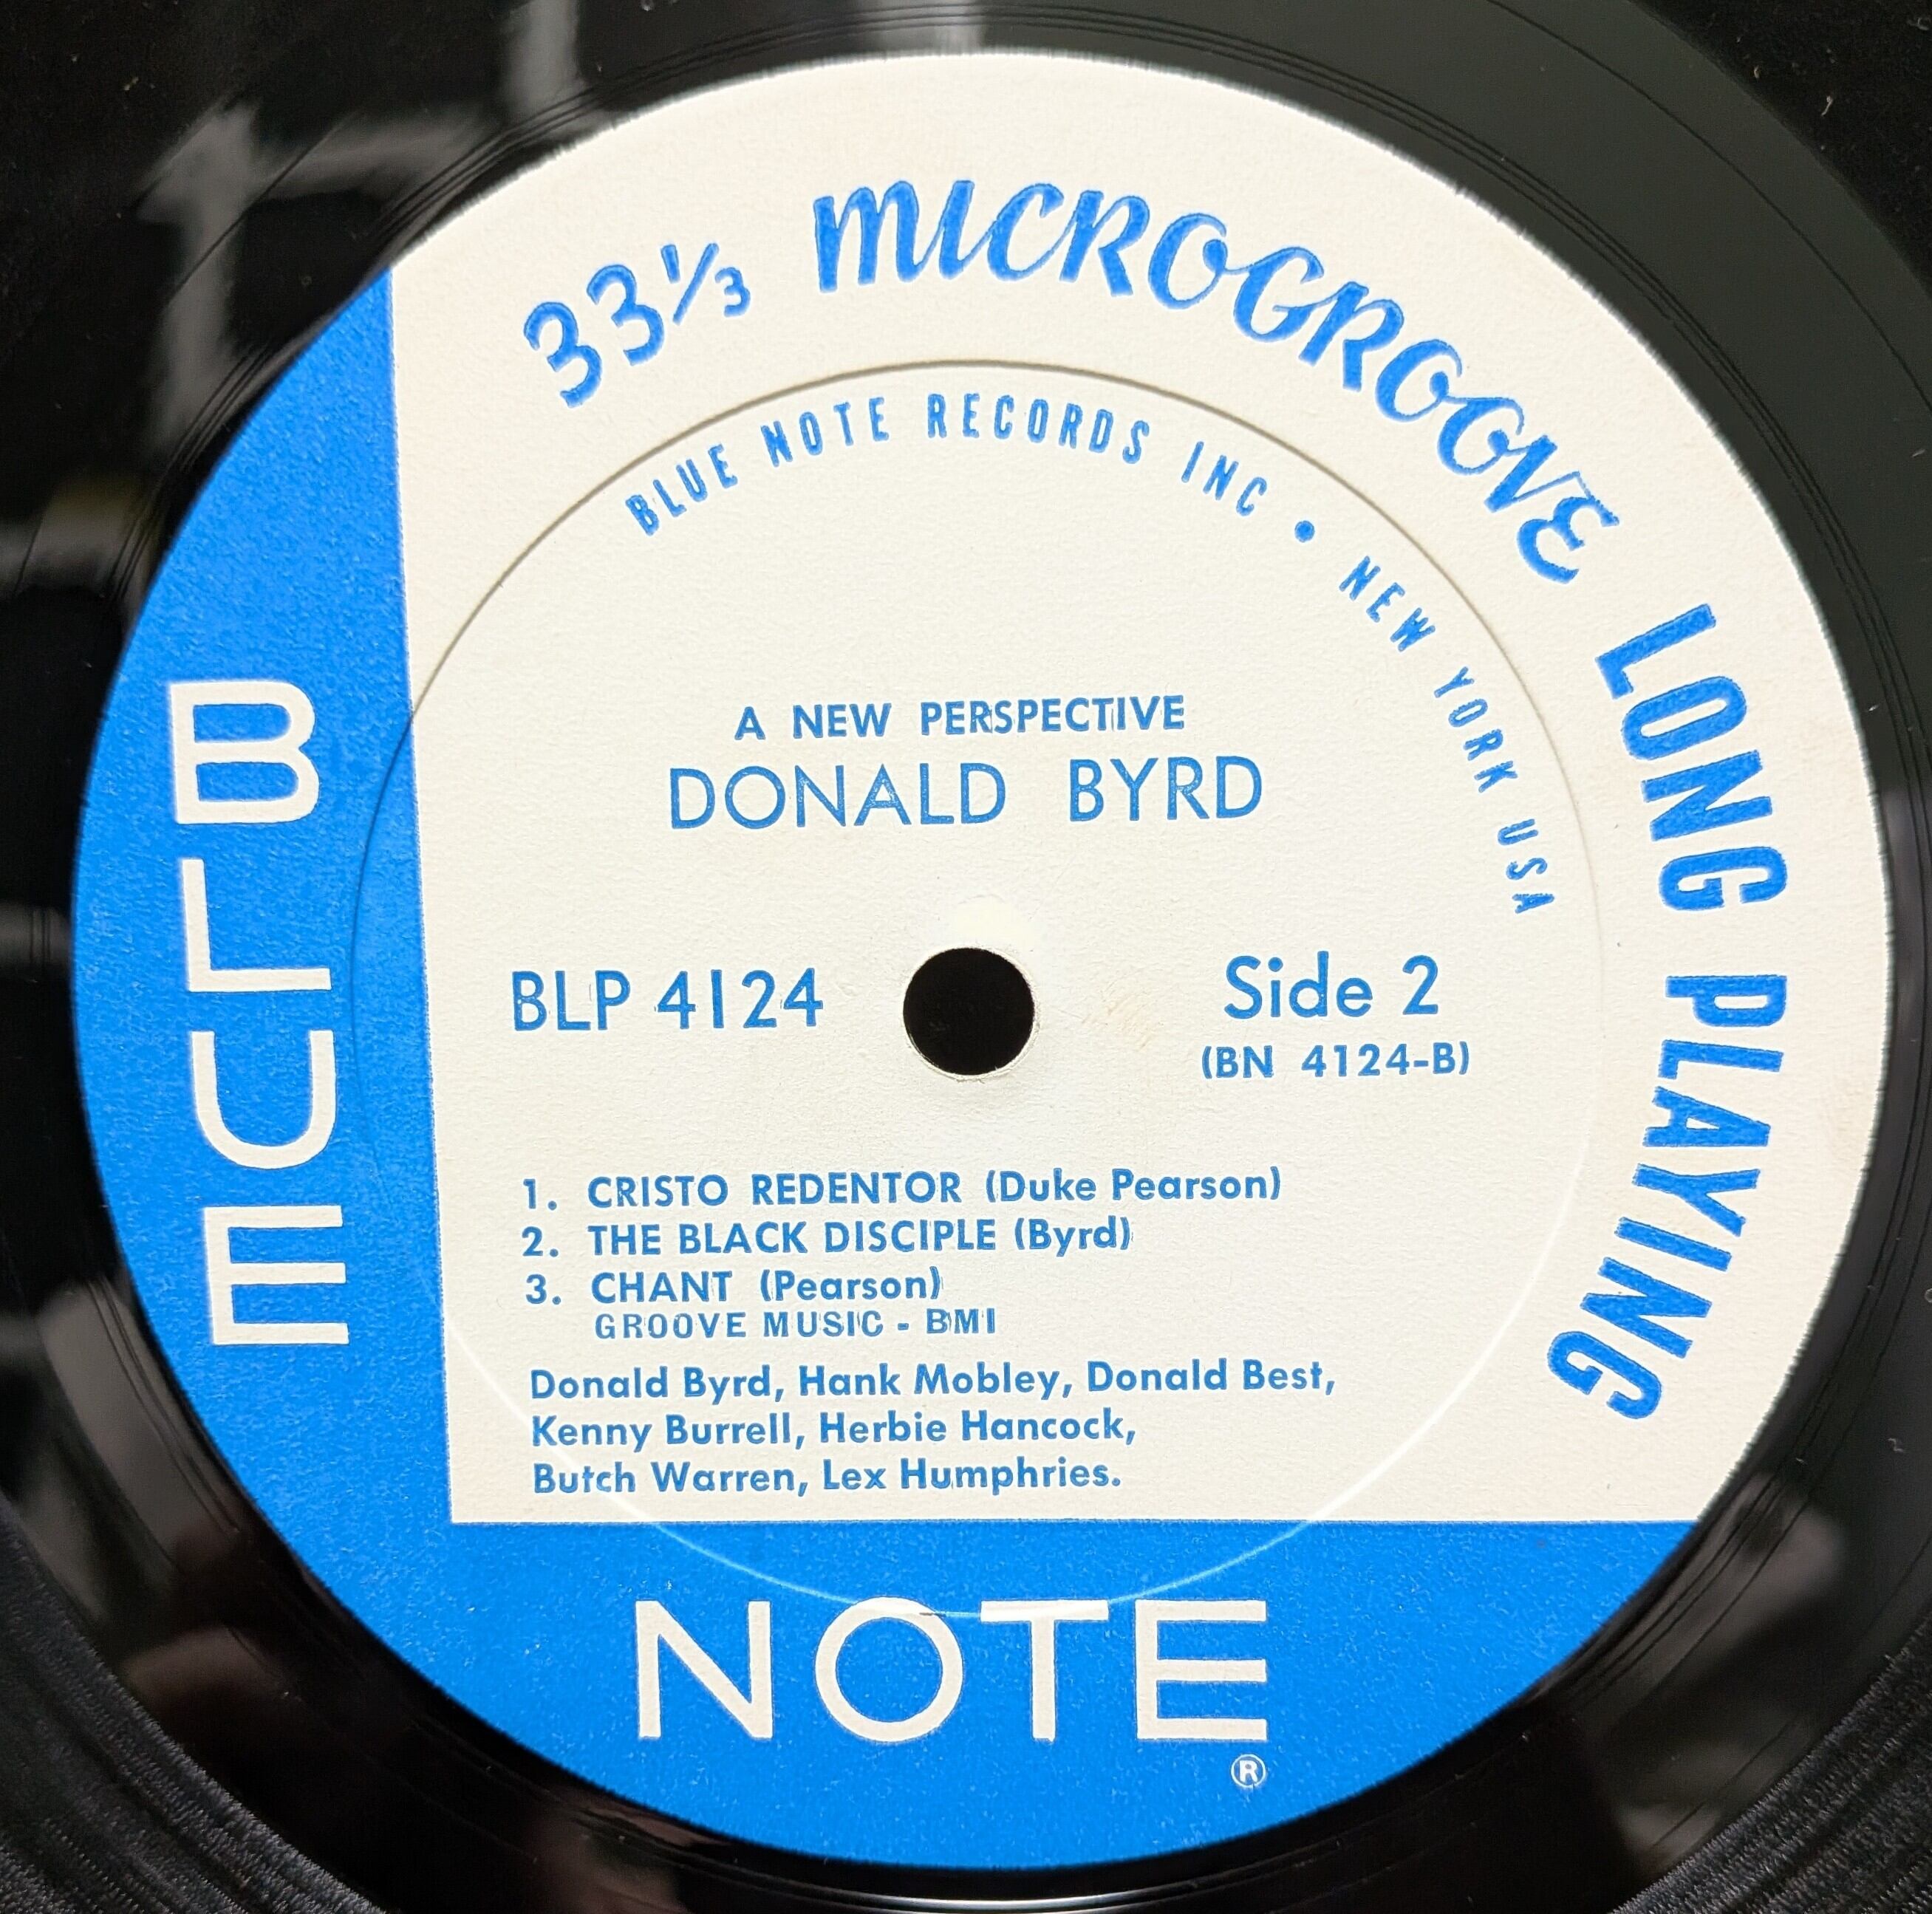 33⅓ MICROGROOVE LONG PLAYING
BLUE NOTE RECORDS INC • NEW YORK USA
A NEW PERSPECTIVE
DONALD BYRD
BLP 4124
Side 2
(BN 4124-B)
1. CRISTO REDENTOR (Duke Pearson)
2. THE BLACK DISCIPLE (Byrd)
3. CHANT (Pearson)
GROOVE MUSIC - BMI
Donald Byrd, Hank Mobley, Donald Best,
Kenny Burrell, Herbie Hancock,
Butch Warren, Lex Humphries.
BLUE
NOTE
®